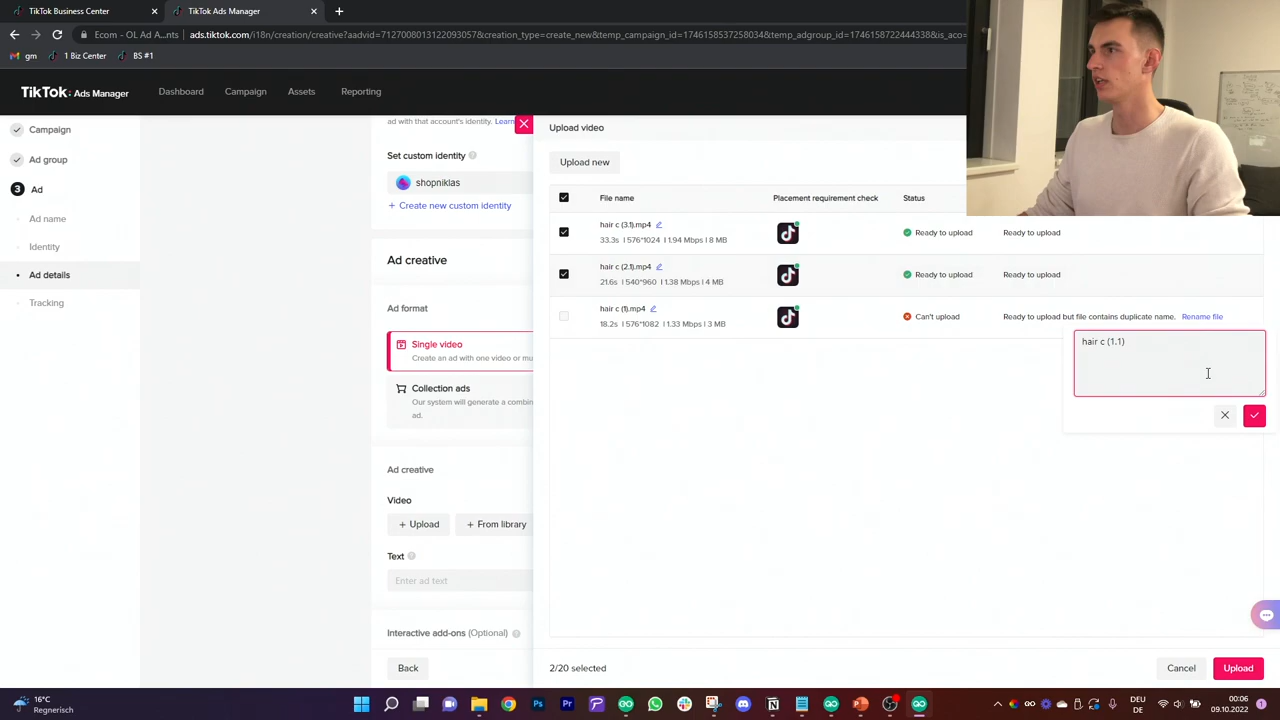 TikTok Business Center
TikTok Ads Manager
Ecom - OL Ad A...nts | ads.tiktok.com/i18n/creation/creative?aadvid=7127008013220930578&creation_type=create_new&temp_campaign_id=1746158537258034&temp_adgroup_id=1746158722444338&is_aco=
gm
1 Biz Center
BS #1
TikTok: Ads Manager
Dashboard
Campaign
Assets
Reporting
Campaign
Ad group
3 Ad
Ad name
Identity
Ad details
Tracking
ad with that account's identity. Learn
Set custom identity
shopniklas
+ Create new custom identity
Ad creative
Ad format
Single video
Create an ad with one video or mu
Collection ads
Our system will generate a combin
ad.
Ad creative
Video
+ Upload
+ From library
Text
Enter ad text
Interactive add-ons (Optional)
Back
Upload video
Upload new
File name
Placement requirement check
Status
hair c (3.1).mp4
33.3s | 576*1024 | 1.94 Mbps | 8 MB
Ready to upload
Ready to upload
hair c (2.1).mp4
21.6s | 540*960 | 1.38 Mbps | 4 MB
Ready to upload
Ready to upload
hair c (1).mp4
18.2s | 576*1082 | 1.33 Mbps | 3 MB
Can't upload
Ready to upload but file contains duplicate name. Rename file
hair c (1.1)
2/20 selected
Cancel
Upload
16°C
Regnerisch
DEU
DE
00:06
09.10.2022